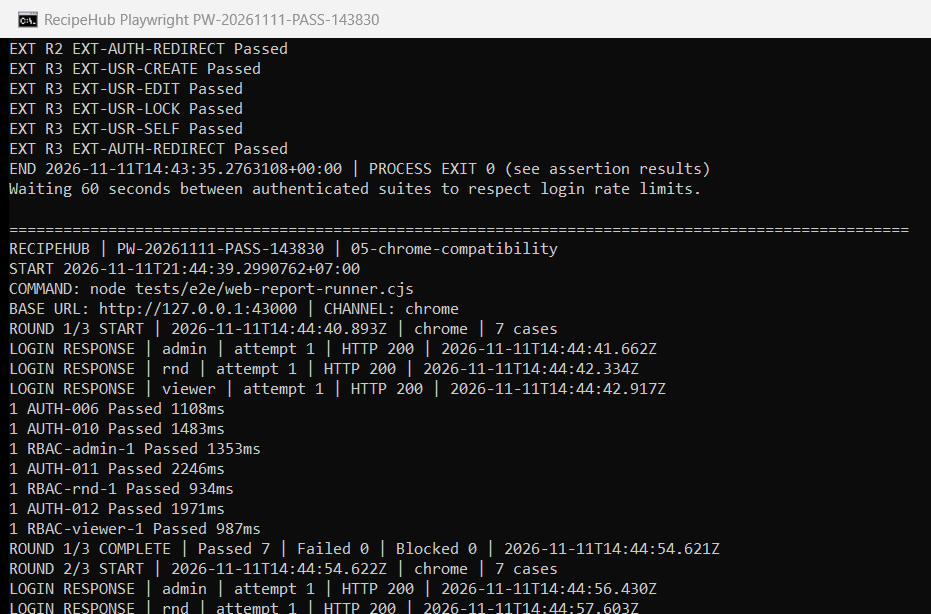 RecipeHub Playwright PW-20261111-PASS-143830
EXT R2 EXT-AUTH-REDIRECT Passed
EXT R3 EXT-USR-CREATE Passed
EXT R3 EXT-USR-EDIT Passed
EXT R3 EXT-USR-LOCK Passed
EXT R3 EXT-USR-SELF Passed
EXT R3 EXT-AUTH-REDIRECT Passed
END 2026-11-11T14:43:35.2763108+00:00 | PROCESS EXIT 0 (see assertion results)
Waiting 60 seconds between authenticated suites to respect login rate limits.
====================================================================================================
RECIPEHUB | PW-20261111-PASS-143830 | 05-chrome-compatibility
START 2026-11-11T21:44:39.2990762+07:00
COMMAND: node tests/e2e/web-report-runner.cjs
BASE URL: http://127.0.0.1:43000 | CHANNEL: chrome
ROUND 1/3 START | 2026-11-11T14:44:40.893Z | chrome | 7 cases
LOGIN RESPONSE | admin | attempt 1 | HTTP 200 | 2026-11-11T14:44:41.662Z
LOGIN RESPONSE | rnd | attempt 1 | HTTP 200 | 2026-11-11T14:44:42.334Z
LOGIN RESPONSE | viewer | attempt 1 | HTTP 200 | 2026-11-11T14:44:42.917Z
1 AUTH-006 Passed 1108ms
1 AUTH-010 Passed 1483ms
1 RBAC-admin-1 Passed 1353ms
1 AUTH-011 Passed 2246ms
1 RBAC-rnd-1 Passed 934ms
1 AUTH-012 Passed 1971ms
1 RBAC-viewer-1 Passed 987ms
ROUND 1/3 COMPLETE | Passed 7 | Failed 0 | Blocked 0 | 2026-11-11T14:44:54.621Z
ROUND 2/3 START | 2026-11-11T14:44:54.622Z | chrome | 7 cases
LOGIN RESPONSE | admin | attempt 1 | HTTP 200 | 2026-11-11T14:44:56.430Z
LOGIN RESPONSE | rnd | attempt 1 | HTTP 200 | 2026-11-11T14:44:57.603Z